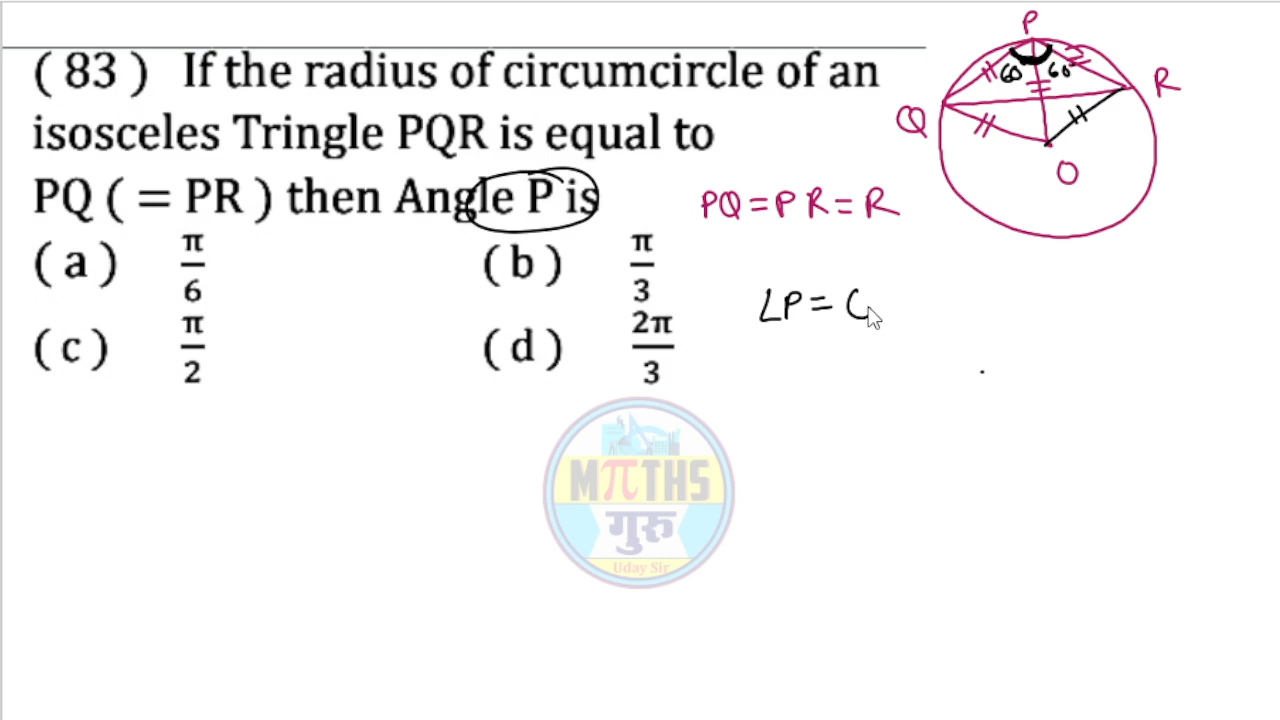 ( 83 ) If the radius of circumcircle of an
isosceles Tringle PQR is equal to
PQ ( = PR ) then Angle P is
( a ) π/6 ( b ) π/3
( c ) π/2 ( d ) 2π/3
P
60 60
Q
R
O
PQ = PR = R
∠P = 
MπTHS
गुरु
Uday Sir